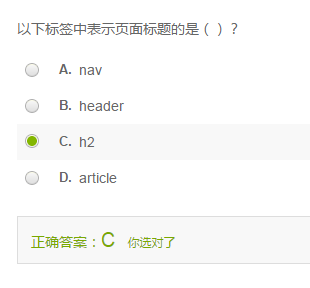 以下标签中表示页面标题的是（ ）？
A. nav
B. header
C. h2
D. article
正确答案：C 你选对了